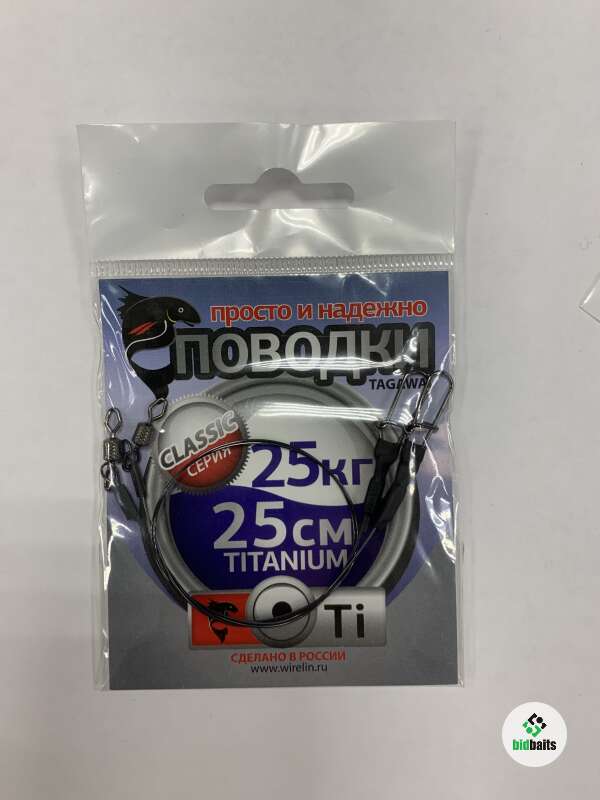 просто и надежно
ПОВОДКИ
TAGAWA
CLASSIC
СЕРИЯ
25кг
25см
TITANIUM
Ti
СДЕЛАНО В РОССИИ
www.wirelin.ru
bidbaits